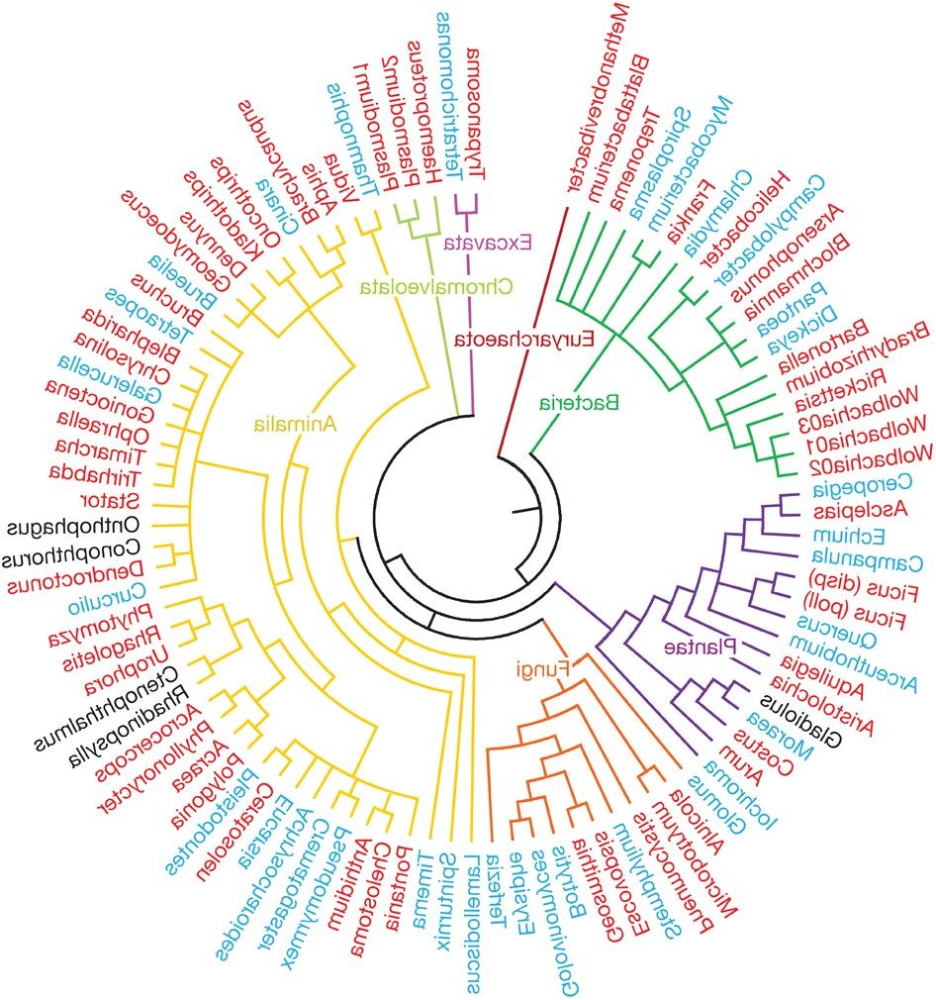 Methanobrevibacter
Blattabacterium
Treponema
Spiroplasma
Mycobacterium
Frankia
Chlamydia
Helicobacter
Campylobacter
Arsenophonus
Blochmannia
Pantoea
Dickeya
Bartonella
Bradyrhizobium
Rickettsia
Wolbachia03
Wolbachia01
Wolbachia02
Ceropegia
Asclepias
Echium
Campanula
Ficus (disp)
Ficus (poll)
Quercus
Arceuthobium
Aquilegia
Aristolochia
Gladiolus
Moraea
Costus
Arum
Iochroma
Glomus
Alnicola
Microbotryum
Pneumocystis
Stemphylium
Escovopsis
Geosmithia
Botrytis
Golovinomyces
Erysiphe
Terfezia
Lamellodiscus
Spinturnix
Timema
Pontania
Chelostoma
Anthidium
Pseudomyrmex
Crematogaster
Achrysocharoides
Encarsia
Ceratosolen
Pleistodontes
Polygonia
Acraea
Phyllonorycter
Acrocercops
Rhadinopsylla
Ctenophthalmus
Urophora
Rhagoletis
Phytomyza
Curculio
Dendroctonus
Conophthorus
Onthophagus
Stator
Trirhabda
Timarcha
Ophraella
Gonioctena
Galerucella
Chrysolina
Blepharida
Tetraopes
Bruchus
Brueelia
Geomydoecus
Dennyus
Kladothrips
Oncothrips
Cinara
Brachycaudus
Aphis
Vidua
Thamnophis
Plasmodium1
Plasmodium2
Haemoproteus
Tetratrichomonas
Trypanosoma
Excavata
Chromalveolata
Euryarchaeota
Bacteria
Animalia
Plantae
Fungi